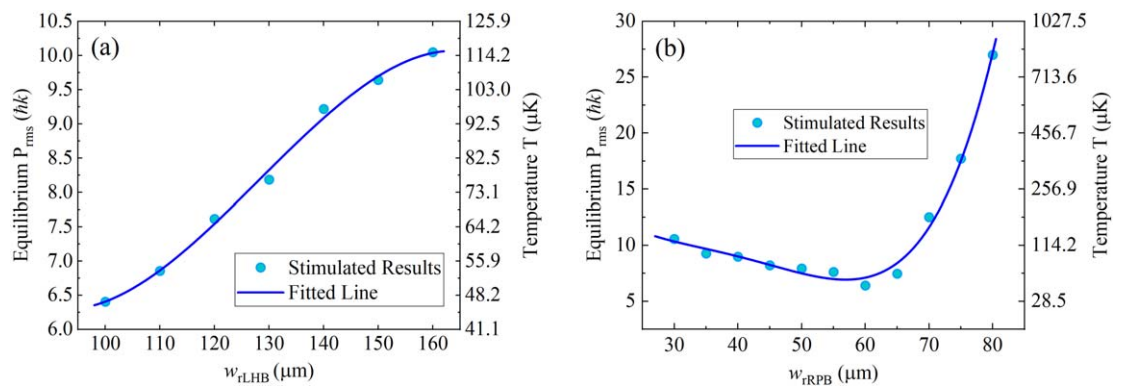 (a)
Equilibrium Prms (ħk)
10.5
10.0
9.5
9.0
8.5
8.0
7.5
7.0
6.5
6.0
100 110 120 130 140 150 160
wrLHB (μm)
Stimulated Results
Fitted Line
125.9
114.2
103.0
92.5
82.5
73.1
64.2
55.9
48.2
41.1
Temperature T (μK)
(b)
Equilibrium Prms (ħk)
30
25
20
15
10
5
30 40 50 60 70 80
wrRPB (μm)
Stimulated Results
Fitted Line
1027.5
713.6
456.7
256.9
114.2
28.5
Temperature T (μK)